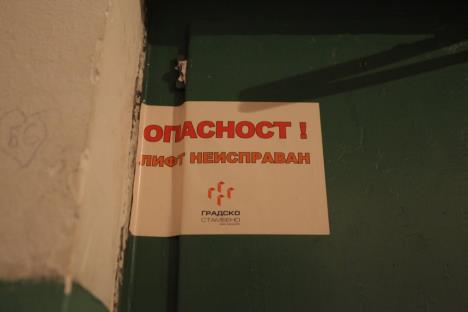 ОПАСНОСТ !
ЛИФТ НЕИСПРАВАН
ГРАДСКО
СТАМБЕНО